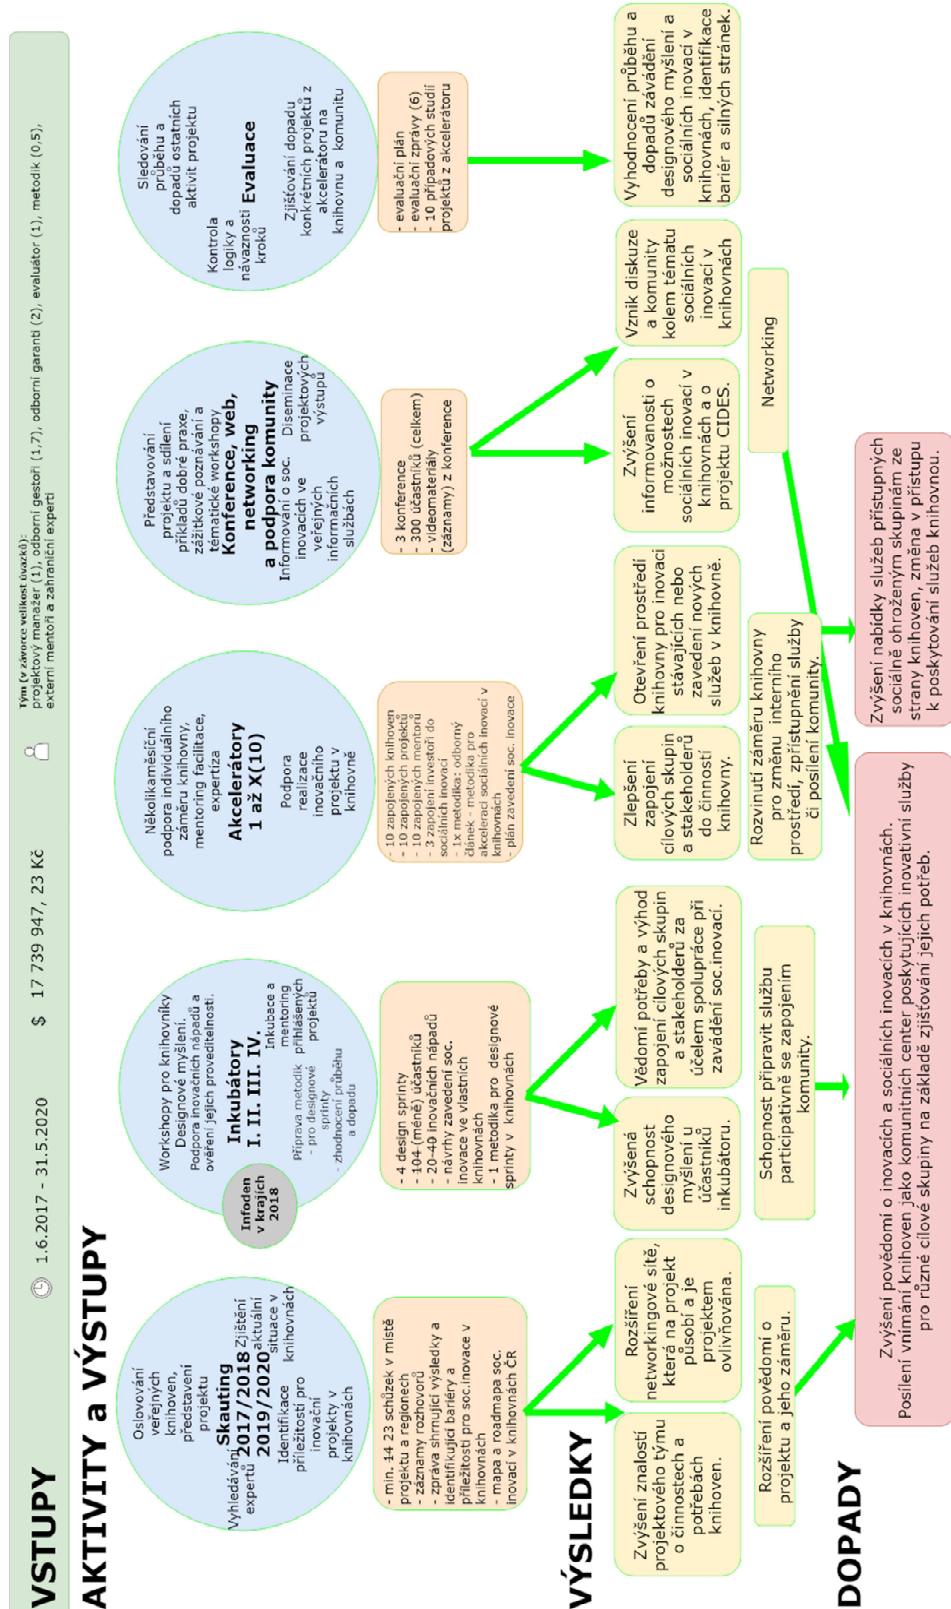 VSTUPY
1.6.2017 – 31.5.2020
$ 17 739 947, 23 Kč
Tým (v závorce velikost úvazků):
projektový manažer (1), odborní gestoři (1,7), odborní garanti (2), evaluátor (1), metodik (0,5),
externí mentoři a zahraniční experti
AKTIVITY a VÝSTUPY
Oslovování
veřejných
knihoven,
představení
projektu
Skauting
2017/2018
2019/2020
Vyhledávání
expertů
Zjištění
aktuální
situace v
knihovnách
Identifikace
příležitostí pro
inovační
projekty v
knihovnách
Infoden
v krajích
2018
Workshopy pro knihovníky
Designové myšlení.
Podpora inovačních nápadů a
ověření jejich proveditelnosti.
Inkubátory
I. II. III. IV.
Příprava metodik
- pro designové
sprinty
- zhodnocení průběhu
a dopadu
Inkubace a
mentoring
přihlášených
projektů
Několikaměsíční
podpora individuálního
záměru knihovny,
mentoring facilitace,
expertiza
Akcelerátory
1 až X(10)
Podpora
realizace
inovačního
projektu v
knihovně
Představování
projektu a sdílení
příkladů dobré praxe,
zážitkové poznávání a
tématické workshopy
Konference, web,
networking
a podpora komunity
Informování o soc.
inovacích ve
veřejných
informačních
službách
Diseminace
projektových
výstupů
Sledování
průběhu a
dopadů ostatních
aktivit projektu
Kontrola
logiky a
návaznosti
kroků
Evaluace
Zjišťování dopadu
konkrétních projektů z
akcelerátoru na
knihovnu a komunitu
- min. 14 23 schůzek v místě
projektu a regionech
- záznamy rozhovorů
- zpráva shrnující výsledky a
identifikující bariéry a
příležitosti pro soc.inovace v
knihovnách
- mapa a roadmapa soc.
inovací v knihovnách ČR
- 4 design sprinty
- 104 (méně) účastníků
- 20-40 inovačních nápadů
- návrhy zavedení soc.
inovace ve vlastních
knihovnách
- 1 metodika pro designové
sprinty v knihovnách
- 10 zapojených knihoven
- 10 zapojených projektů
- 10 zapojených mentorů
- 3 zapojení investoři do
sociálních inovací
- 1x metodika: odborný
článek – metodika pro
akceleraci sociálních inovací v
knihovnách
- plán zavedení soc. inovace
- 3 konference
- 300 účastníků (celkem)
- videomateriály
(záznamy) z konference
- evaluační plán
- evaluační zprávy (6)
- 10 případových studií
projektů z akcelerátoru
VÝSLEDKY
Zvýšení znalostí
projektového týmu
o činnostech a
potřebách
knihoven.
Rozšíření
networkingové sítě,
která na projekt
působí a je
projektem
ovlivňována.
Zvýšená
schopnost
designového
myšlení u
účastníků
inkubátoru.
Vědomí potřeby a výhod
zapojení cílových skupin
a stakeholderů za
účelem spolupráce při
zavádění soc.inovací.
Zlepšení
zapojení
cílových skupin
a stakeholderů
do činností
knihovny.
Otevření prostředí
knihovny pro inovaci
stávajících nebo
zavedení nových
služeb v knihovně.
Zvýšení
informovanosti o
možnostech
sociálních inovací v
knihovnách a o
projektu CIDES.
Vznik diskuze
a komunity
kolem tématu
sociálních
inovací v
knihovnách
Vyhodnocení průběhu a
dopadů zavádění
designového myšlení a
sociálních inovací v
knihovnách, identifikace
bariér a silných stránek.
Rozšíření povědomí o
projektu a jeho záměru.
Schopnost připravit službu
participativně se zapojením
komunity.
Rozvinutí záměru knihovny
pro změnu interního
prostředí, zpřístupnění služby
či posílení komunity.
Networking
DOPADY
Zvýšení povědomí o inovacích a sociálních inovacích v knihovnách.
Posílení vnímání knihoven jako komunitních center poskytujících inovativní služby
pro různé cílové skupiny na základě zjišťování jejich potřeb.
Zvýšení nabídky služeb přístupných
sociálně ohroženým skupinám ze
strany knihoven, změna v přístupu
k poskytování služeb knihovnou.